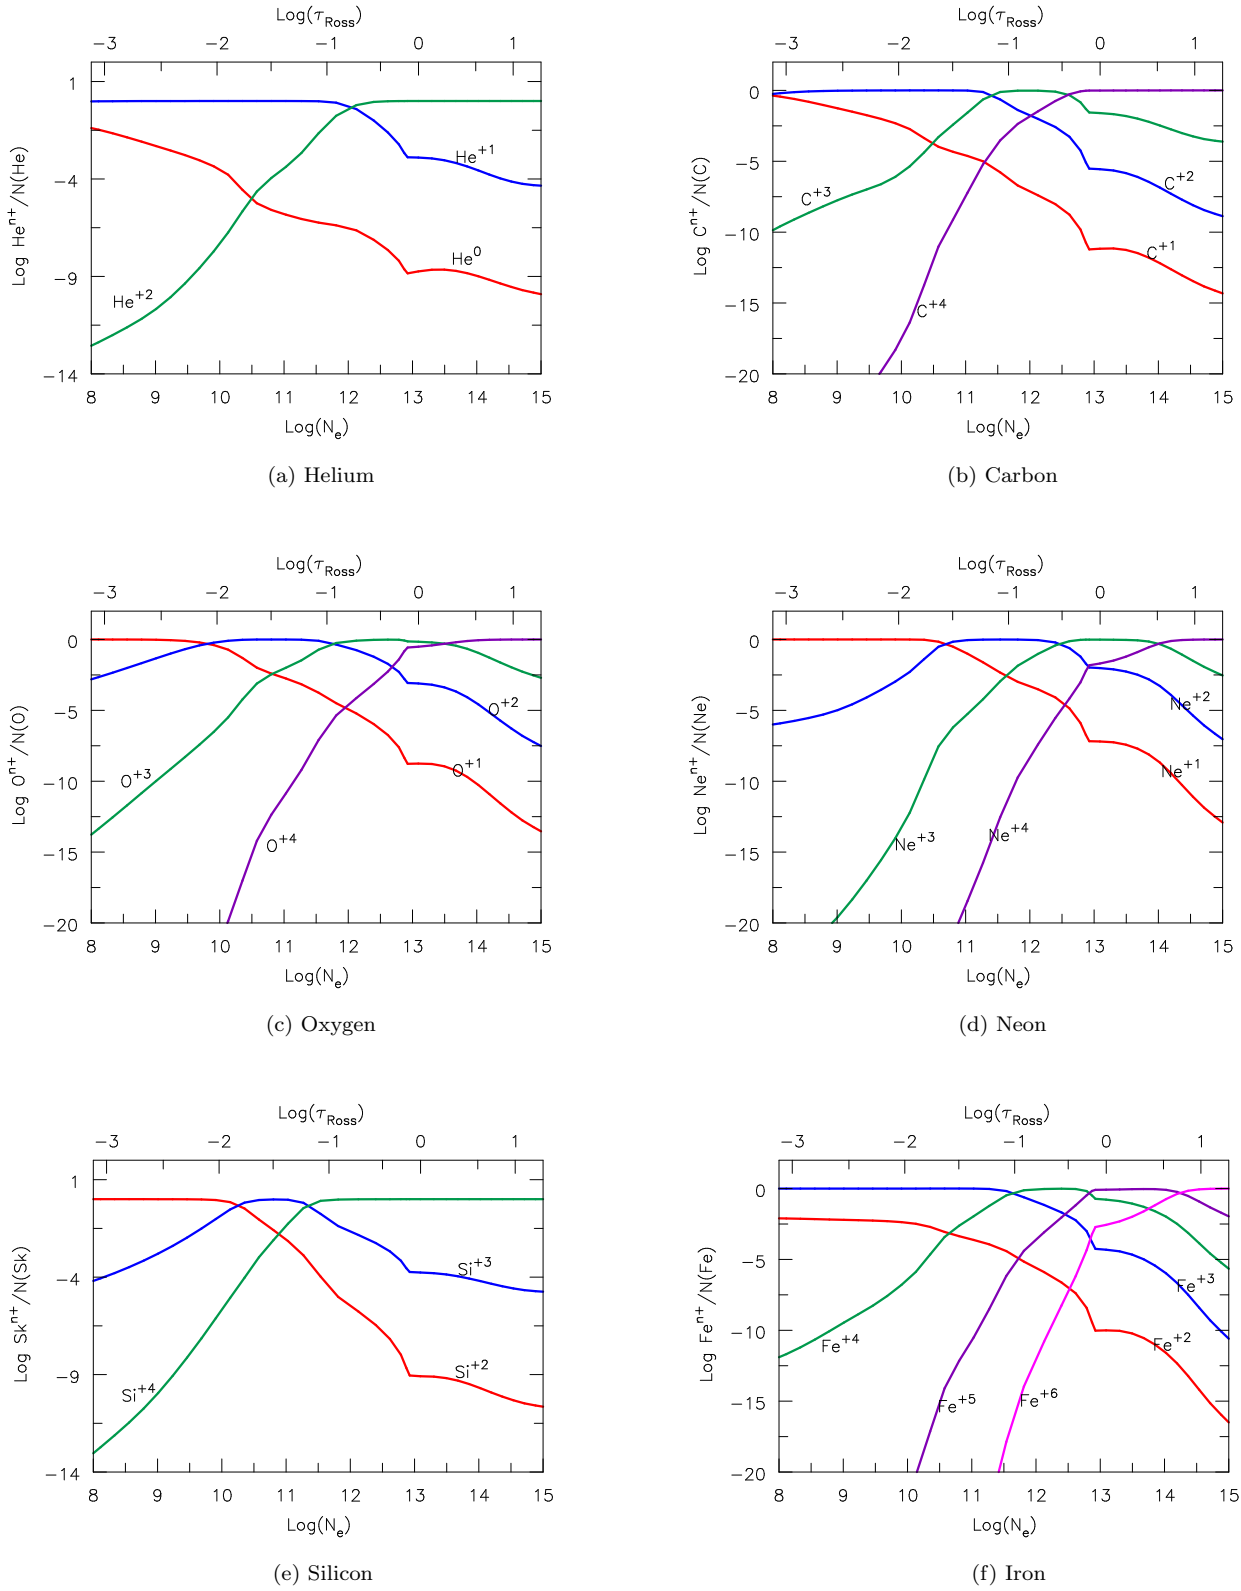 Log(τRoss)
−3 −2 −1 0 1
1
−4
−9
−14
Log Heⁿ⁺/N(He)
He⁺¹
He⁰
He⁺²
8 9 10 11 12 13 14 15
Log(Nₑ)
(a) Helium
Log(τRoss)
−3 −2 −1 0 1
0
−5
−10
−15
−20
Log Cⁿ⁺/N(C)
C⁺³
C⁺²
C⁺¹
C⁺⁴
8 9 10 11 12 13 14 15
Log(Nₑ)
(b) Carbon
Log(τRoss)
−3 −2 −1 0 1
0
−5
−10
−15
−20
Log Oⁿ⁺/N(O)
O⁺²
O⁺³
O⁺¹
O⁺⁴
8 9 10 11 12 13 14 15
Log(Nₑ)
(c) Oxygen
Log(τRoss)
−3 −2 −1 0 1
0
−5
−10
−15
−20
Log Neⁿ⁺/N(Ne)
Ne⁺²
Ne⁺¹
Ne⁺³
Ne⁺⁴
8 9 10 11 12 13 14 15
Log(Nₑ)
(d) Neon
Log(τRoss)
−3 −2 −1 0 1
1
−4
−9
−14
Log Skⁿ⁺/N(Sk)
Si⁺³
Si⁺²
Si⁺⁴
8 9 10 11 12 13 14 15
Log(Nₑ)
(e) Silicon
Log(τRoss)
−3 −2 −1 0 1
0
−5
−10
−15
−20
Log Feⁿ⁺/N(Fe)
Fe⁺³
Fe⁺⁴
Fe⁺²
Fe⁺⁵
Fe⁺⁶
8 9 10 11 12 13 14 15
Log(Nₑ)
(f) Iron